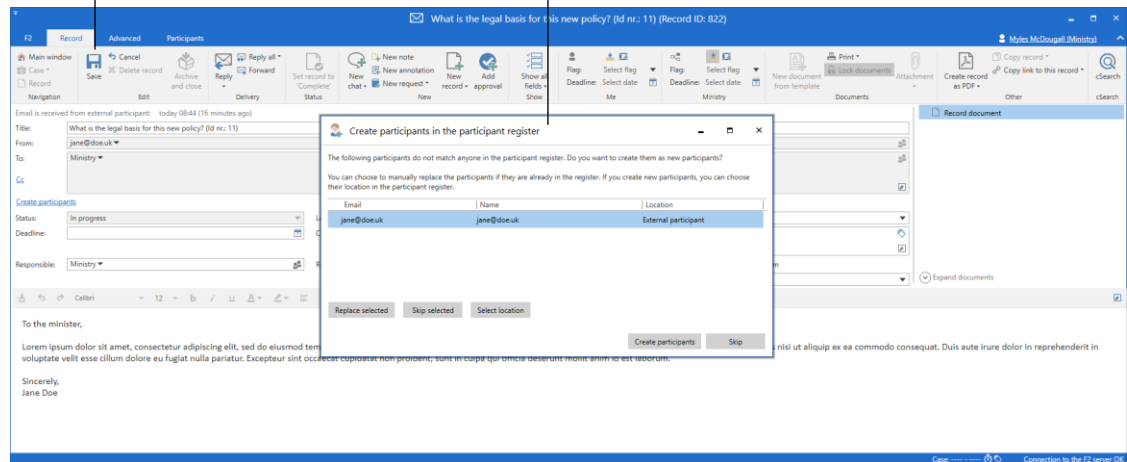 What is the legal basis for this new policy? (Id nr.: 11) (Record ID: 822)
F2 Record Advanced Participants
Myles McDougall (Ministry)
Main window
Case
Record
Navigation
Save
Cancel
Delete record
Archive and close
Edit
Reply
Reply all
Forward
Delivery
Set record to 'Complete'
Status
New chat
New note
New annotation
New request
New record
Add approval
New
Show all fields
Show
Flag: Select flag
Deadline: Select date
Me
Flag: Select flag
Deadline: Select date
Ministry
New document from template
Print
Lock documents
Documents
Attachment
Create record as PDF
Copy record
Copy link to this record
Other
cSearch
cSearch
Email is received from external participant: today 08:44 (16 minutes ago)
Title: What is the legal basis for this new policy? (Id nr.: 11)
From: jane@doe.uk
To: Ministry
Cc
Create participants
Status: In progress
Deadline:
Responsible: Ministry
Record document
Expand documents
Create participants in the participant register
The following participants do not match anyone in the participant register. Do you want to create them as new participants?
You can choose to manually replace the participants if they are already in the register. If you create new participants, you can choose
their location in the participant register.
Email Name Location
jane@doe.uk jane@doe.uk External participant
Replace selected Skip selected Select location
Create participants Skip
Calibri 12 b I U A
To the minister,
Lorem ipsum dolor sit amet, consectetur adipiscing elit, sed do eiusmod tem
nisi ut aliquip ex ea commodo consequat. Duis aute irure dolor in reprehenderit in
voluptate velit esse cillum dolore eu fugiat nulla pariatur. Excepteur sint occaecat cupidatat non proident, sunt in culpa qui officia deserunt mollit anim id est laborum.
Sincerely,
Jane Doe
Case: ---- - ---- Connection to the F2 server OK